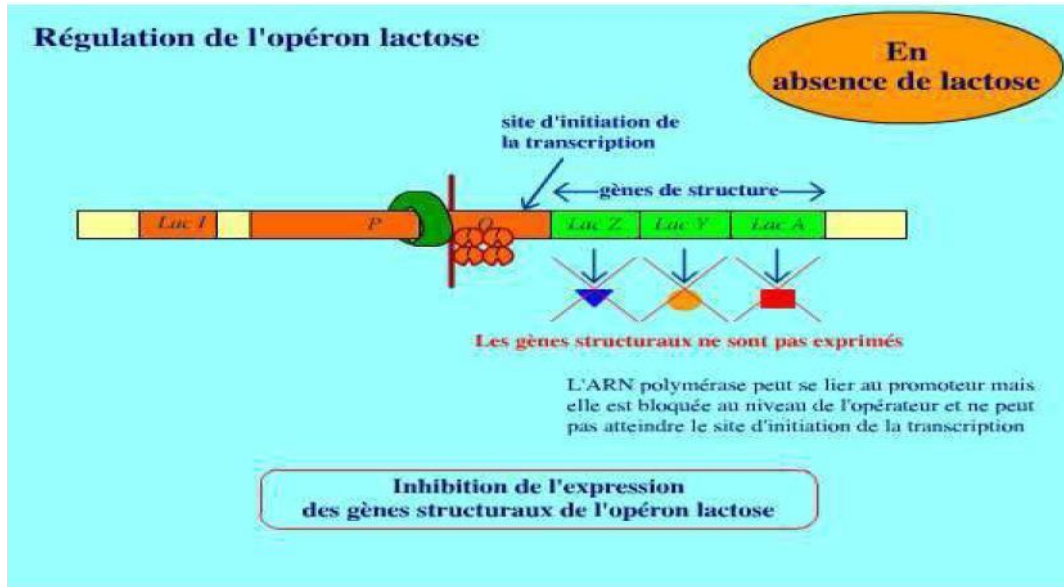 Régulation de l'opéron lactose
En
absence de lactose
site d'initiation de
la transcription
gènes de structure
Lac I
P
O
Lac Z
Lac Y
Lac A
Les gènes structuraux ne sont pas exprimés
L'ARN polymérase peut se lier au promoteur mais
elle est bloquée au niveau de l'opérateur et ne peut
pas atteindre le site d'initiation de la transcription
Inhibition de l'expression
des gènes structuraux de l'opéron lactose